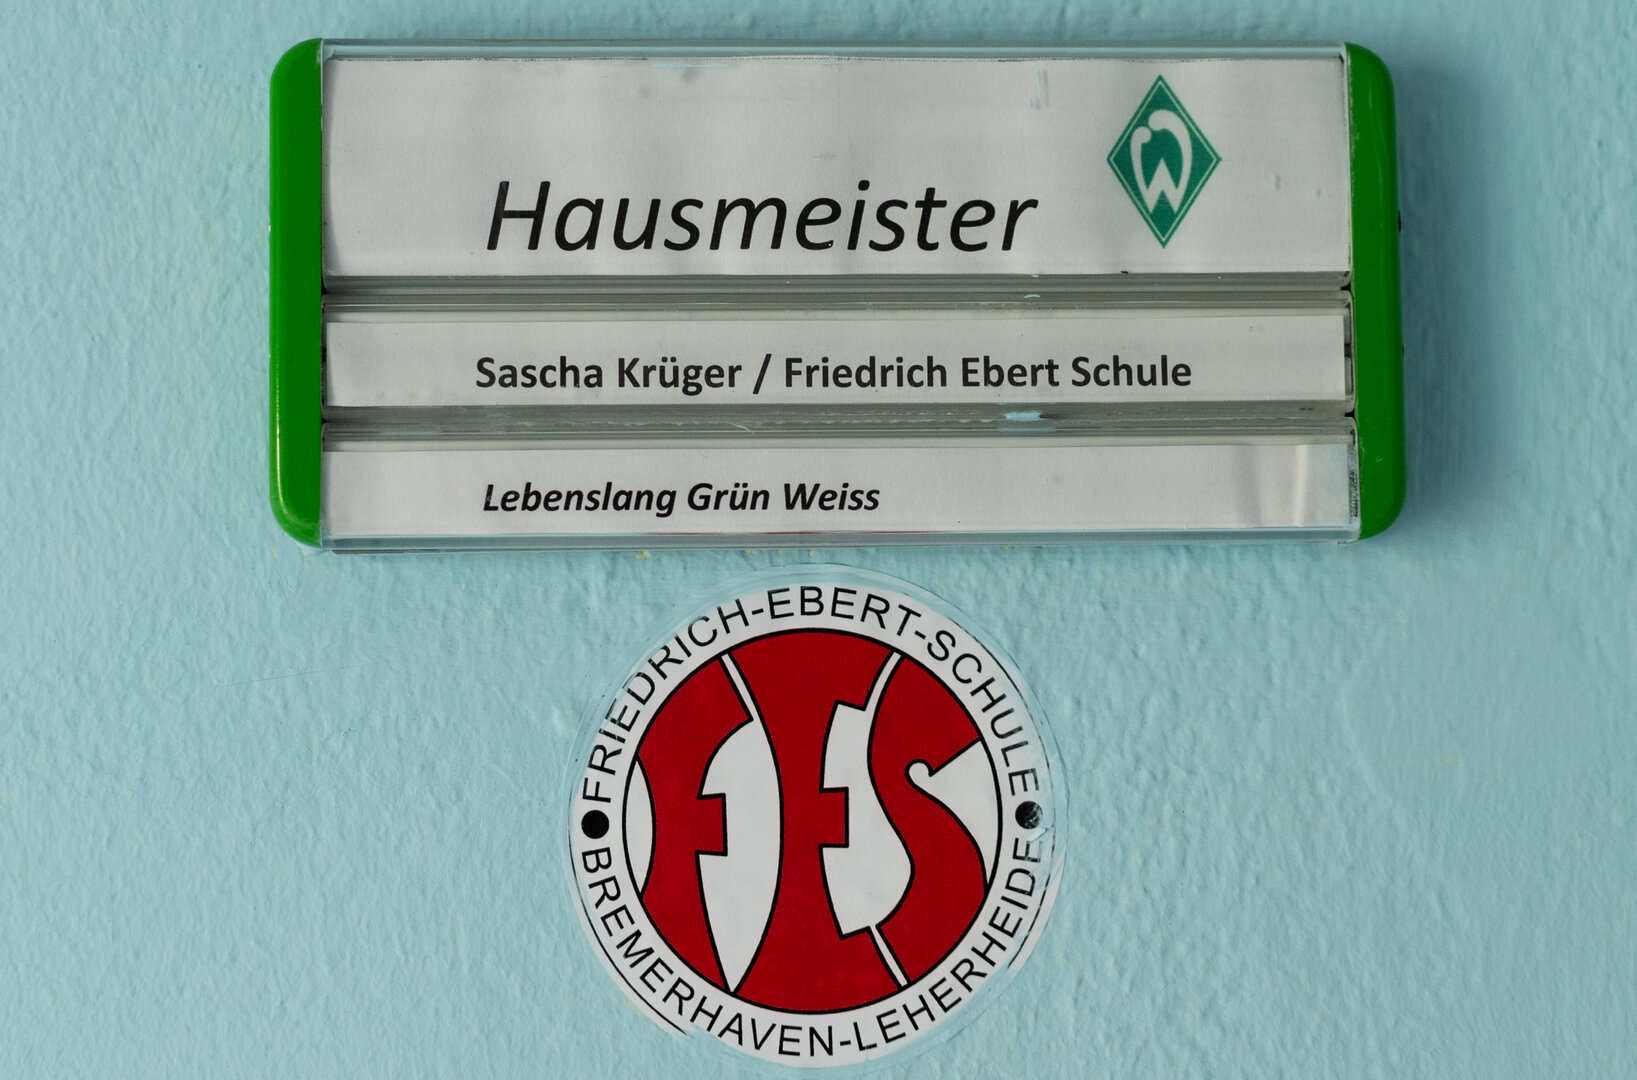 Hausmeister
Sascha Krüger / Friedrich Ebert Schule
Lebenslang Grün Weiss
FRIEDRICH-EBERT-SCHULE
FES
BREMERHAVEN-LEHERHEIDE